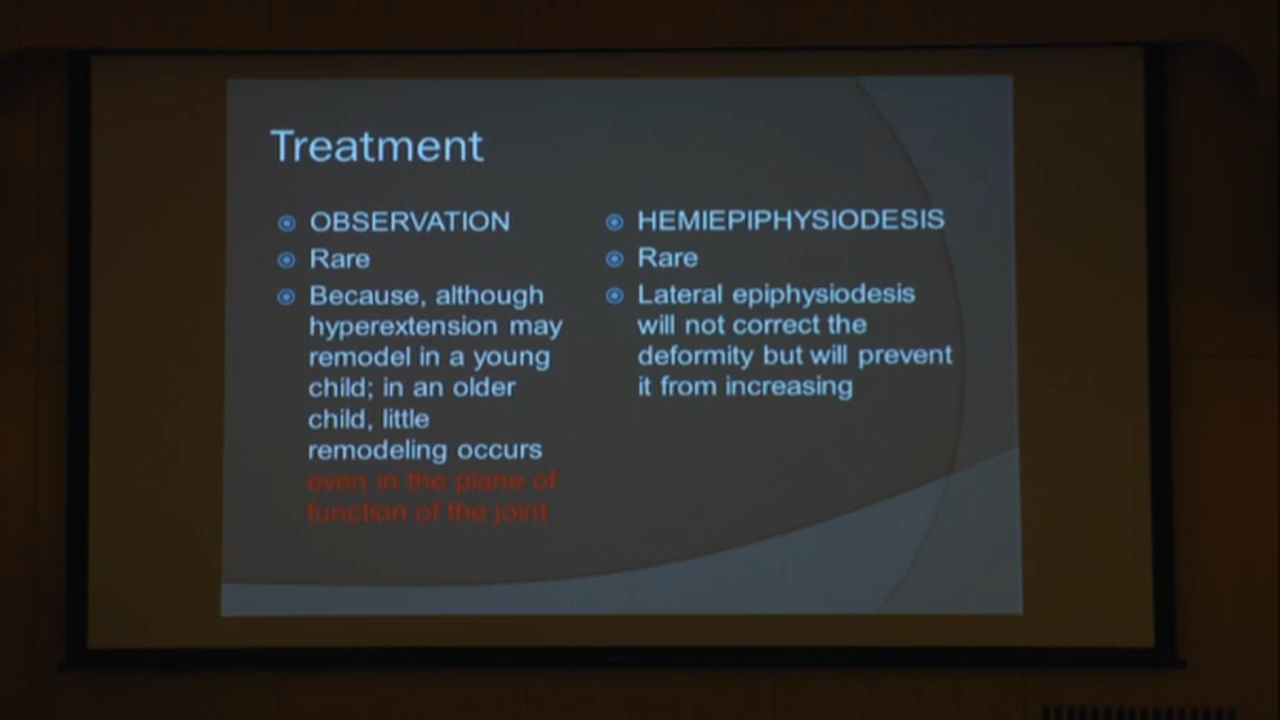 Treatment
OBSERVATION
Rare
Because, although
hyperextension may
remodel in a young
child; in an older
child, little
remodeling occurs
even in the plane of
function of the joint
HEMIEPIPHYSIODESIS
Rare
Lateral epiphysiodesis
will not correct the
deformity but will prevent
it from increasing